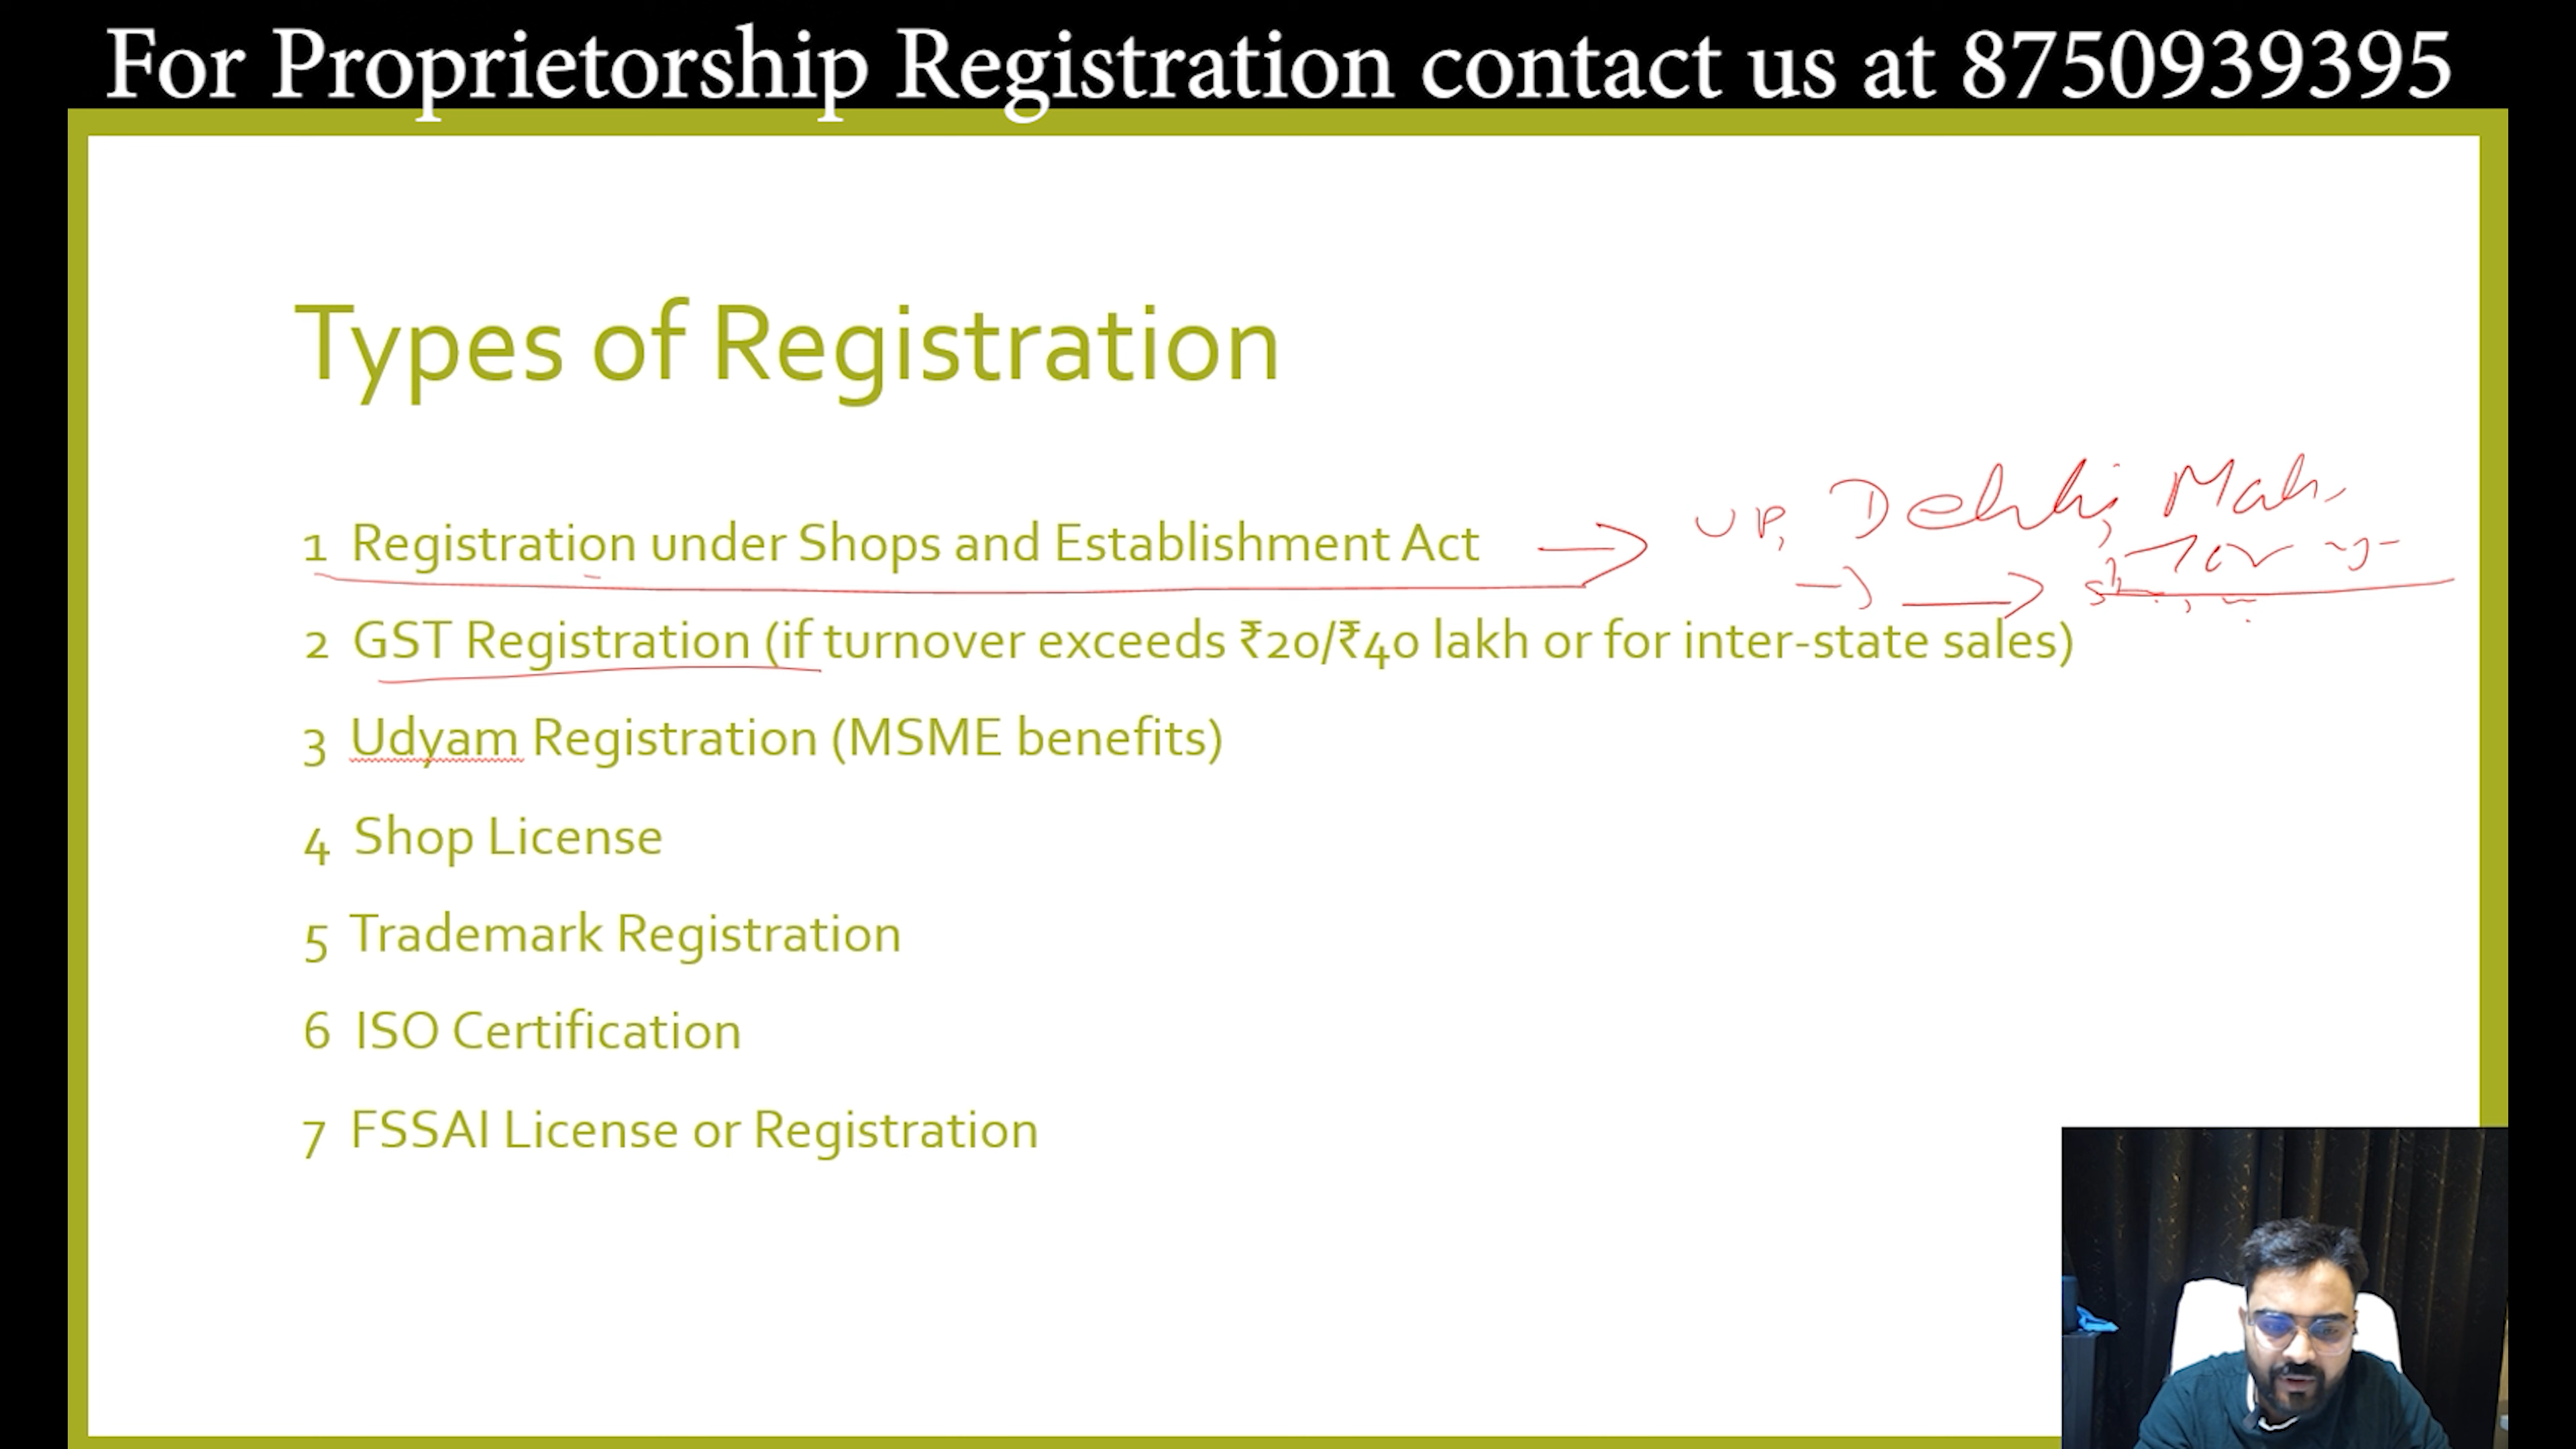 For Proprietorship Registration contact us at 8750939395
Types of Registration
1 Registration under Shops and Establishment Act
UP, Dehli, Mah.
2 GST Registration (if turnover exceeds ₹20/₹40 lakh or for inter-state sales)
3 Udyam Registration (MSME benefits)
4 Shop License
5 Trademark Registration
6 ISO Certification
7 FSSAI License or Registration